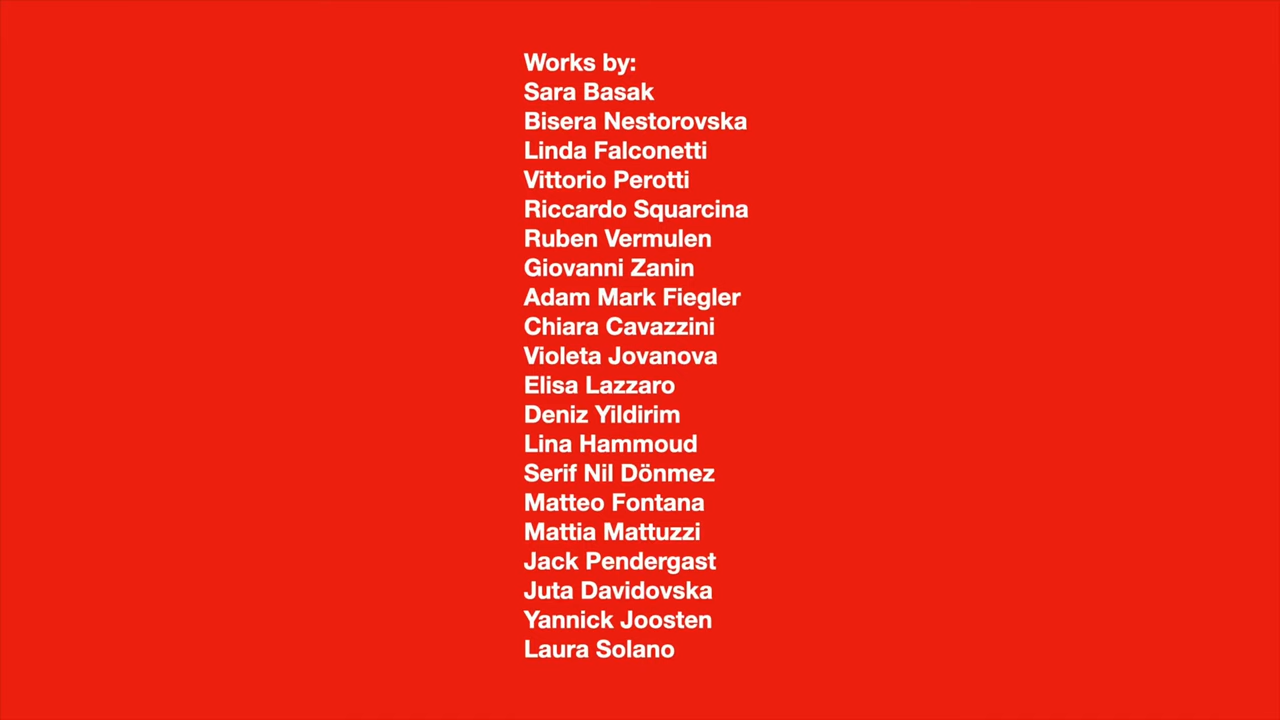 Works by:
Sara Basak
Bisera Nestorovska
Linda Falconetti
Vittorio Perotti
Riccardo Squarcina
Ruben Vermulen
Giovanni Zanin
Adam Mark Fiegler
Chiara Cavazzini
Violeta Jovanova
Elisa Lazzaro
Deniz Yildirim
Lina Hammoud
Serif Nil Dönmez
Matteo Fontana
Mattia Mattuzzi
Jack Pendergast
Juta Davidovska
Yannick Joosten
Laura Solano